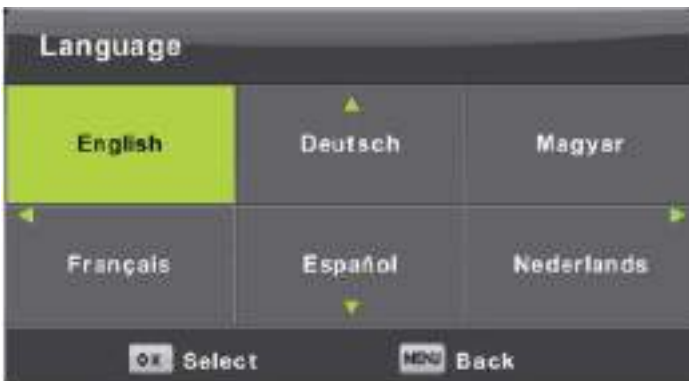 Language
English Deutsch Magyar
Français Español Nederlands
OK Select MENU Back